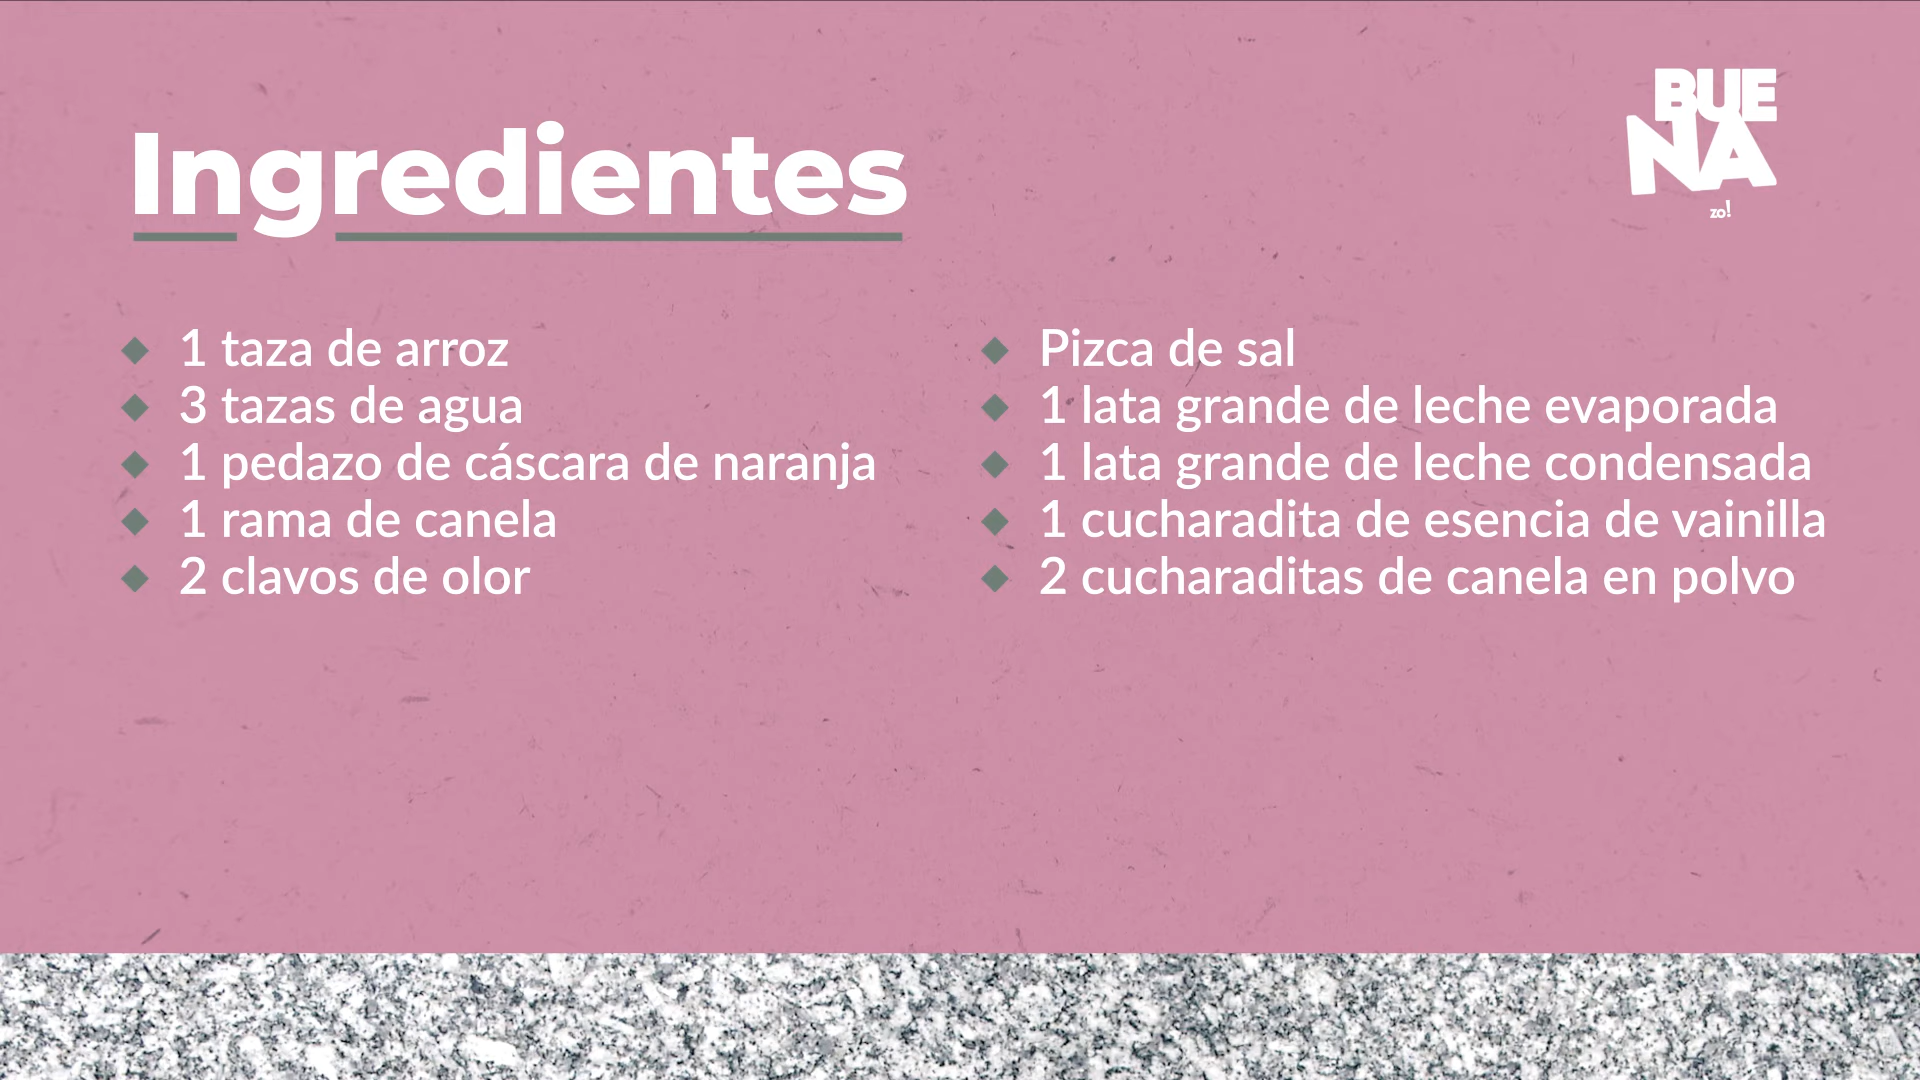 Ingredientes
BUE
NA
zo!
1 taza de arroz
3 tazas de agua
1 pedazo de cáscara de naranja
1 rama de canela
2 clavos de olor
Pizca de sal
1 lata grande de leche evaporada
1 lata grande de leche condensada
1 cucharadita de esencia de vainilla
2 cucharaditas de canela en polvo